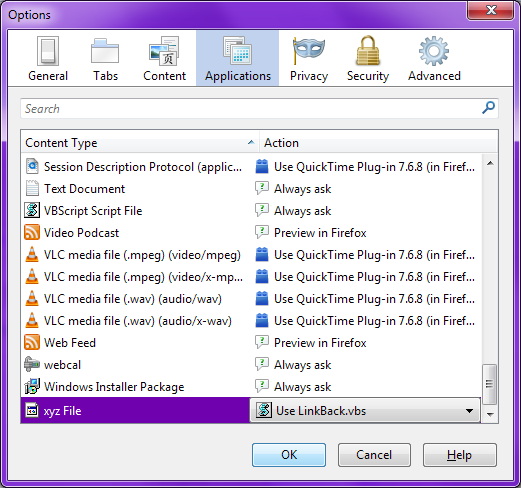 Options
General Tabs Content Applications Privacy Security Advanced
Search
Content Type Action
Session Description Protocol (applic... Use QuickTime Plug-in 7.6.8 (in Firef...
Text Document Always ask
VBScript Script File Always ask
Video Podcast Preview in Firefox
VLC media file (.mpeg) (video/mpeg) Use QuickTime Plug-in 7.6.8 (in Firef...
VLC media file (.mpeg) (video/x-mp... Use QuickTime Plug-in 7.6.8 (in Firef...
VLC media file (.wav) (audio/wav) Use QuickTime Plug-in 7.6.8 (in Firef...
VLC media file (.wav) (audio/x-wav) Use QuickTime Plug-in 7.6.8 (in Firef...
Web Feed Preview in Firefox
webcal Always ask
Windows Installer Package Always ask
xyz File Use LinkBack.vbs
OK Cancel Help